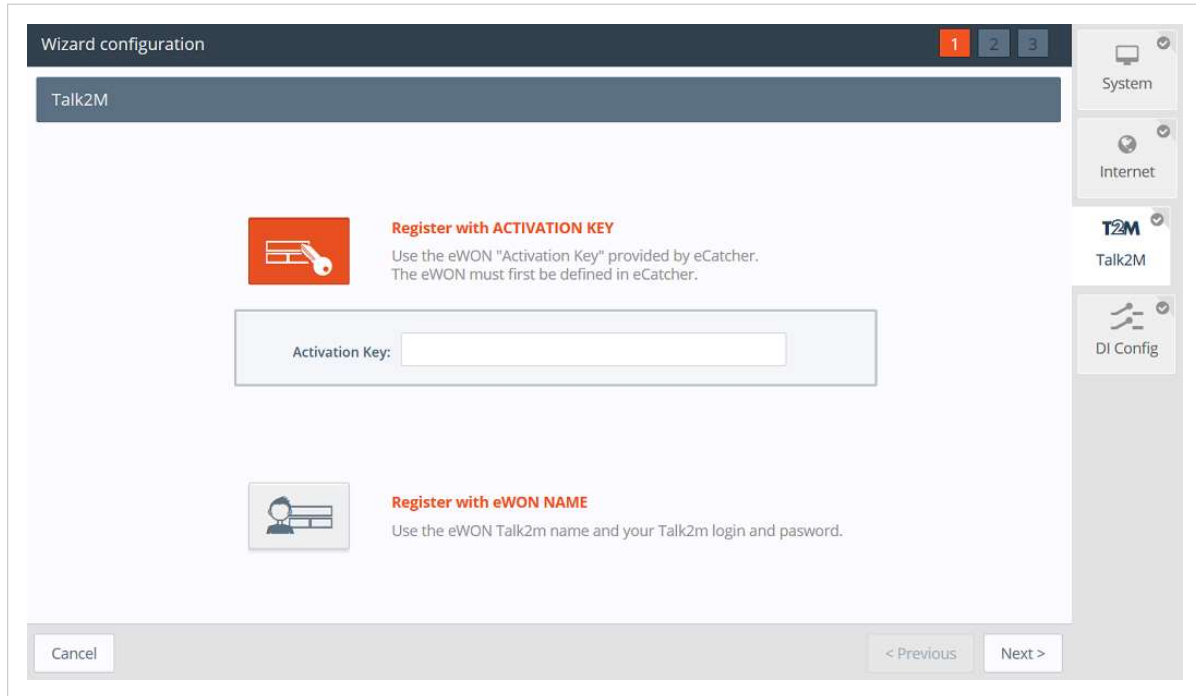 Wizard configuration
1 2 3
Talk2M
Register with ACTIVATION KEY
Use the eWON "Activation Key" provided by eCatcher.
The eWON must first be defined in eCatcher.
Activation Key:
Register with eWON NAME
Use the eWON Talk2m name and your Talk2m login and pasword.
Cancel
< Previous
Next >
System
Internet
T2M
Talk2M
DI Config